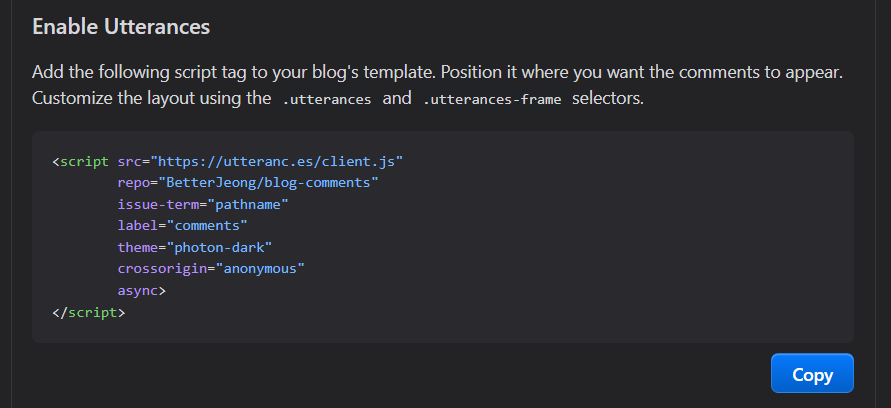 Enable Utterances
Add the following script tag to your blog's template. Position it where you want the comments to appear.
Customize the layout using the .utterances and .utterances-frame selectors.
<script src="https://utteranc.es/client.js"
        repo="BetterJeong/blog-comments"
        issue-term="pathname"
        label="comments"
        theme="photon-dark"
        crossorigin="anonymous"
        async>
</script>
Copy